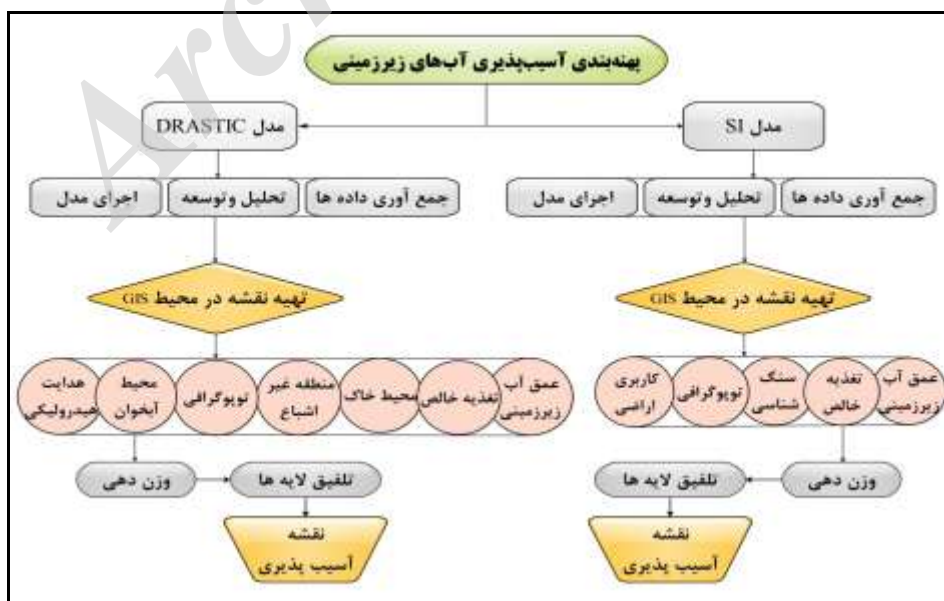 پهنه‌بندی آسیب‌پذیری آب‌های زیرزمینی
مدل SI
مدل DRASTIC
جمع آوری داده ها
تحلیل وتوسعه
اجرای مدل
جمع آوری داده ها
تحلیل وتوسعه
اجرای مدل
تهیه نقشه در محیط GIS
تهیه نقشه در محیط GIS
عمق آب
زیرزمینی
تغذیه
خالص
سنگ
شناسی
توپوگرافی
کاربری
اراضی
عمق آب
زیرزمینی
تغذیه خالص
محیط خاک
منطقه غیر
اشباع
توپوگرافی
محیط
آبخوان
هدایت
هیدرولیکی
وزن دهی
تلفیق لایه ها
تلفیق لایه ها
وزن دهی
نقشه
آسیب پذیری
نقشه
آسیب پذیری